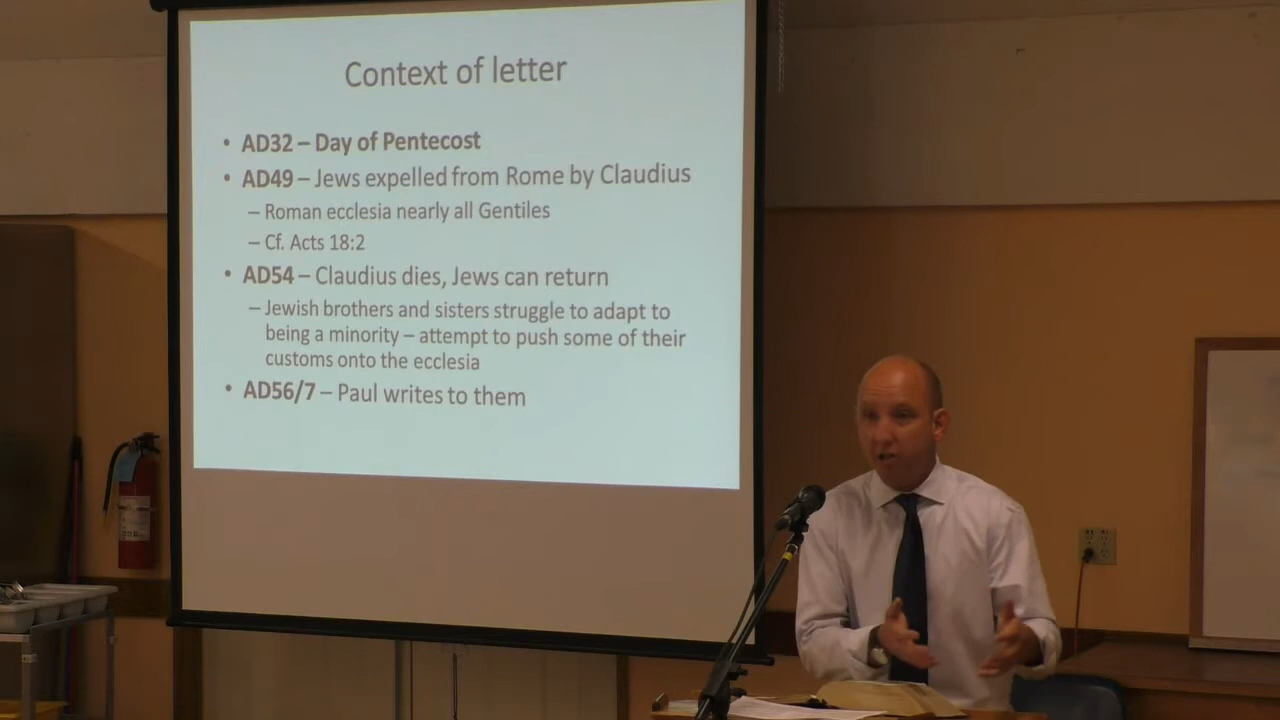 Context of letter
• AD32 – Day of Pentecost
• AD49 – Jews expelled from Rome by Claudius
– Roman ecclesia nearly all Gentiles
– Cf. Acts 18:2
• AD54 – Claudius dies, Jews can return
– Jewish brothers and sisters struggle to adapt to
being a minority – attempt to push some of their
customs onto the ecclesia
• AD56/7 – Paul writes to them